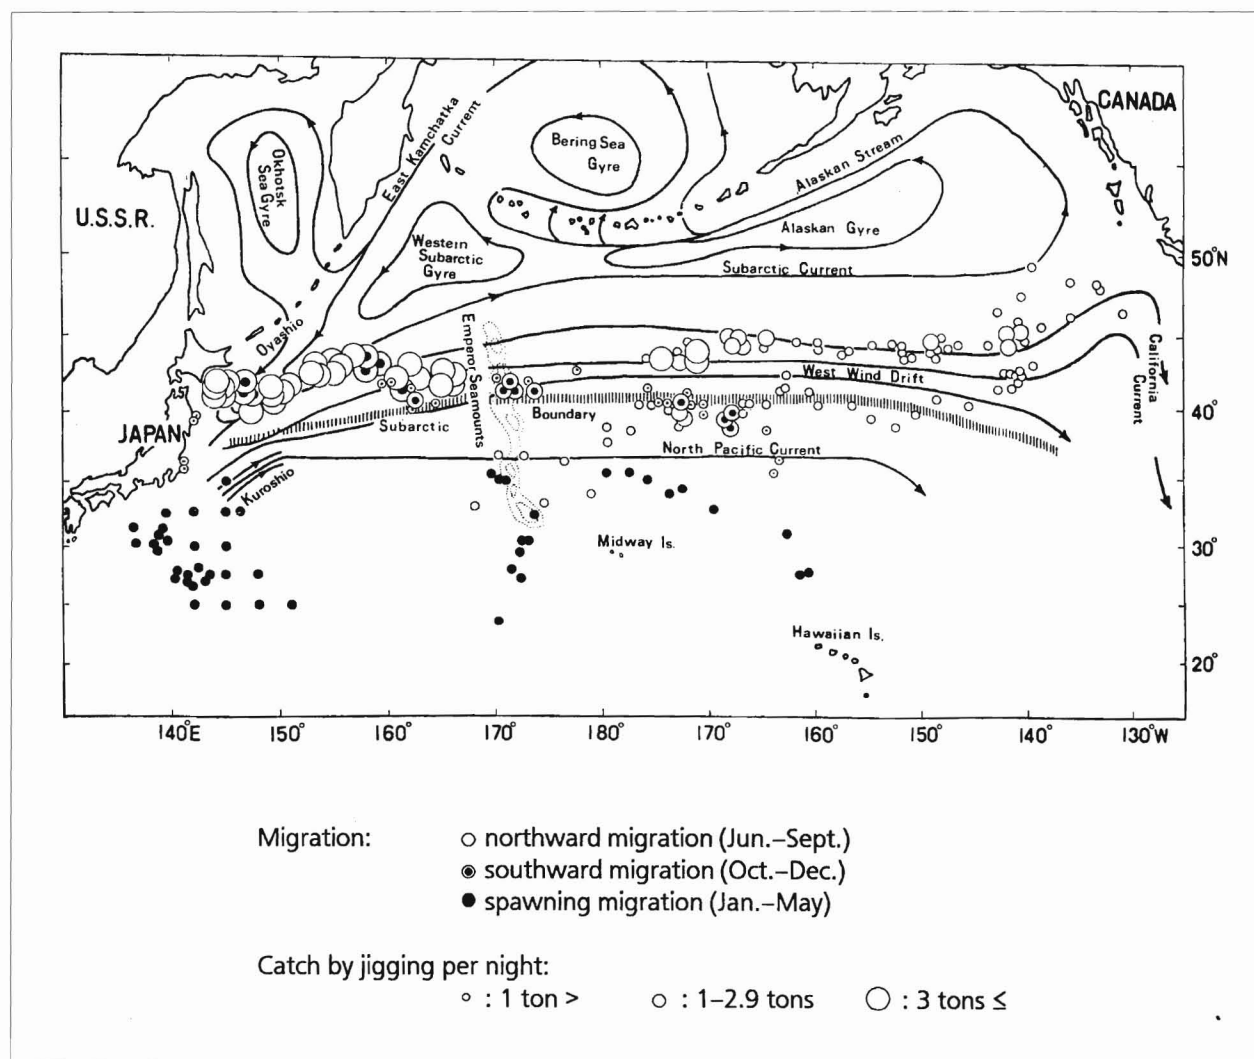 CANADA
East Kamchatka
Current
Okhotsk
Sea Gyre
Bering Sea
Gyre
Alaskan Stream
U.S.S.R.
Western
Subarctic
Gyre
Alaskan Gyre
50°N
Subarctic Current
Oyashio
Emperor Seamounts
California
Current
West Wind Drift
40°
JAPAN
Subarctic
Boundary
North Pacific Current
Kuroshio
Midway Is.
30°
Hawaiian Is.
20°
140°E 150° 160° 170° 180° 170° 160° 150° 140° 130°W
Migration: northward migration (Jun.–Sept.)
southward migration (Oct.–Dec.)
spawning migration (Jan.–May)
Catch by jigging per night:
: 1 ton > : 1–2.9 tons : 3 tons ≤